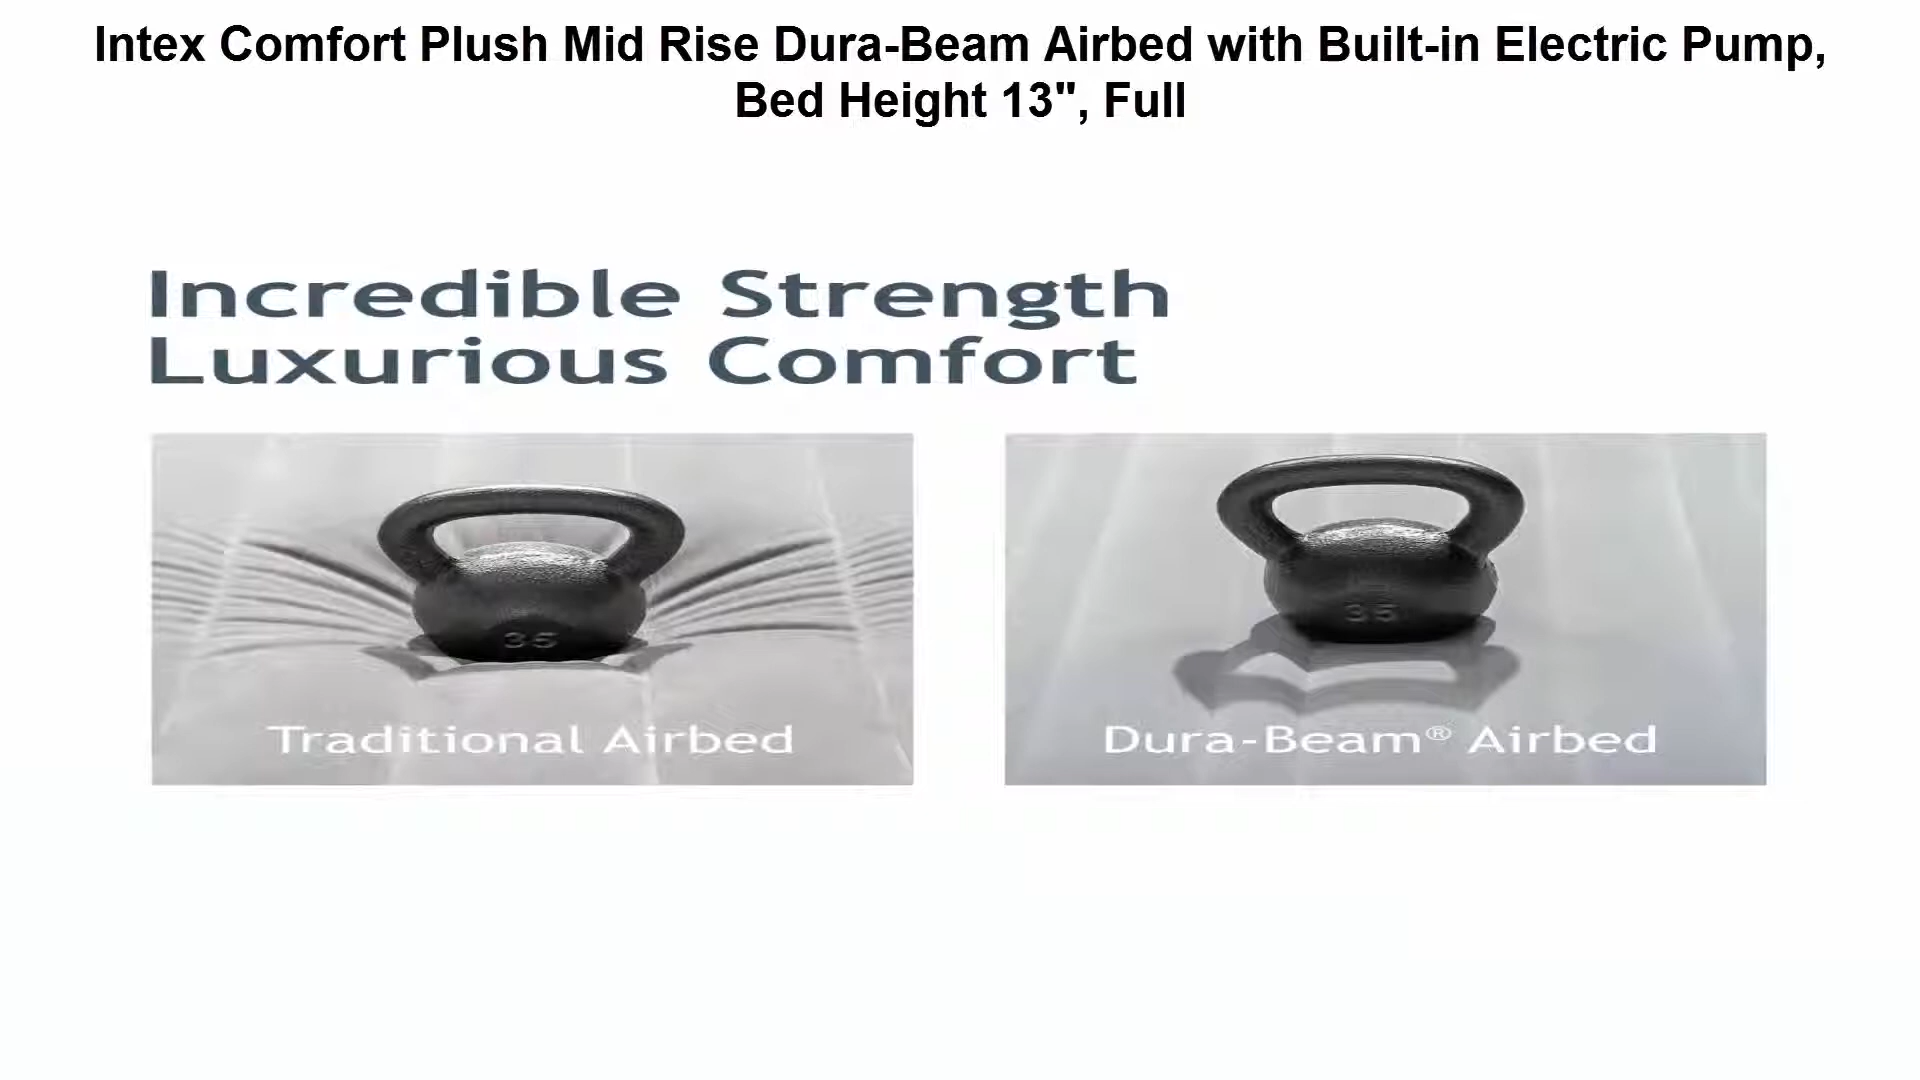 Intex Comfort Plush Mid Rise Dura-Beam Airbed with Built-in Electric Pump,
Bed Height 13", Full
Incredible Strength
Luxurious Comfort
35
35
Traditional Airbed
Dura-Beam® Airbed